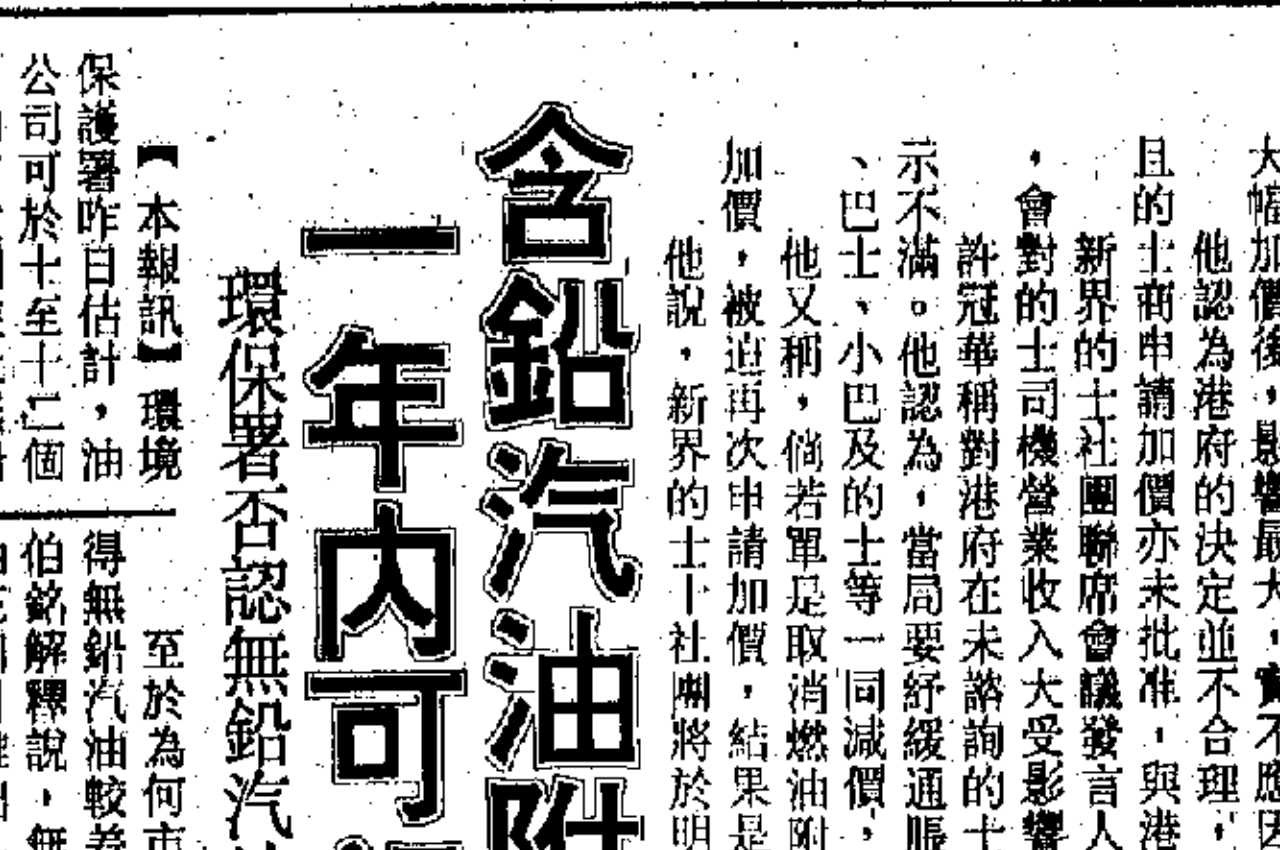 大幅加價後，影響最大，實不應因
他認為港府的決定並不合理，
且的士商申請加價亦未批准，與港
新界的士社團聯席會議發言人
，會對的士司機營業收入大受影響
許冠華稱對港府在未諮詢的士
示不滿。他認為，當局要紓緩通脹
、巴士、小巴及的士等一同減價，
他又稱，倘若單是取消燃油附
加價，被迫再次申請加價，結果是
他說，新界的士社團將於明
含鉛汽油附
一年內可
環保署否認無鉛汽
【本報訊】環境
保護署昨日估計，油
公司可於十至十二個
至於為何市
得無鉛汽油較差
伯銘解釋說，無